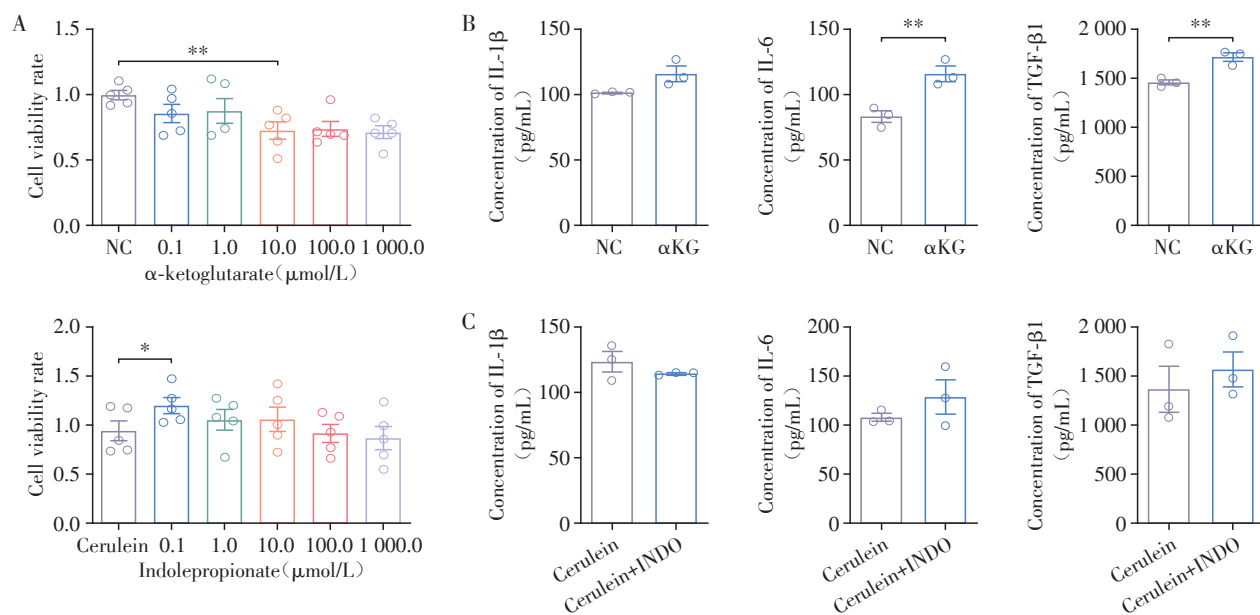 A
Cell viability rate
1.5
1.0
0.5
0.0
**
NC
0.1
1.0
10.0
100.0
1 000.0
α-ketoglutarate（μmol/L）
Cell viability rate
2.0
1.5
1.0
0.5
0.0
*
Cerulein
0.1
1.0
10.0
100.0
1 000.0
Indolepropionate（μmol/L）
B
Concentration of IL-1β
（pg/mL）
150
100
50
0
NC
αKG
Concentration of IL-6
（pg/mL）
150
100
50
0
**
NC
αKG
Concentration of TGF-β1
（pg/mL）
2 000
1 500
1 000
500
0
**
NC
αKG
C
Concentration of IL-1β
（pg/mL）
150
100
50
0
Cerulein
Cerulein+INDO
Concentration of IL-6
（pg/mL）
200
150
100
50
0
Cerulein
Cerulein+INDO
Concentration of TGF-β1
（pg/mL）
2 000
1 500
1 000
500
0
Cerulein
Cerulein+INDO